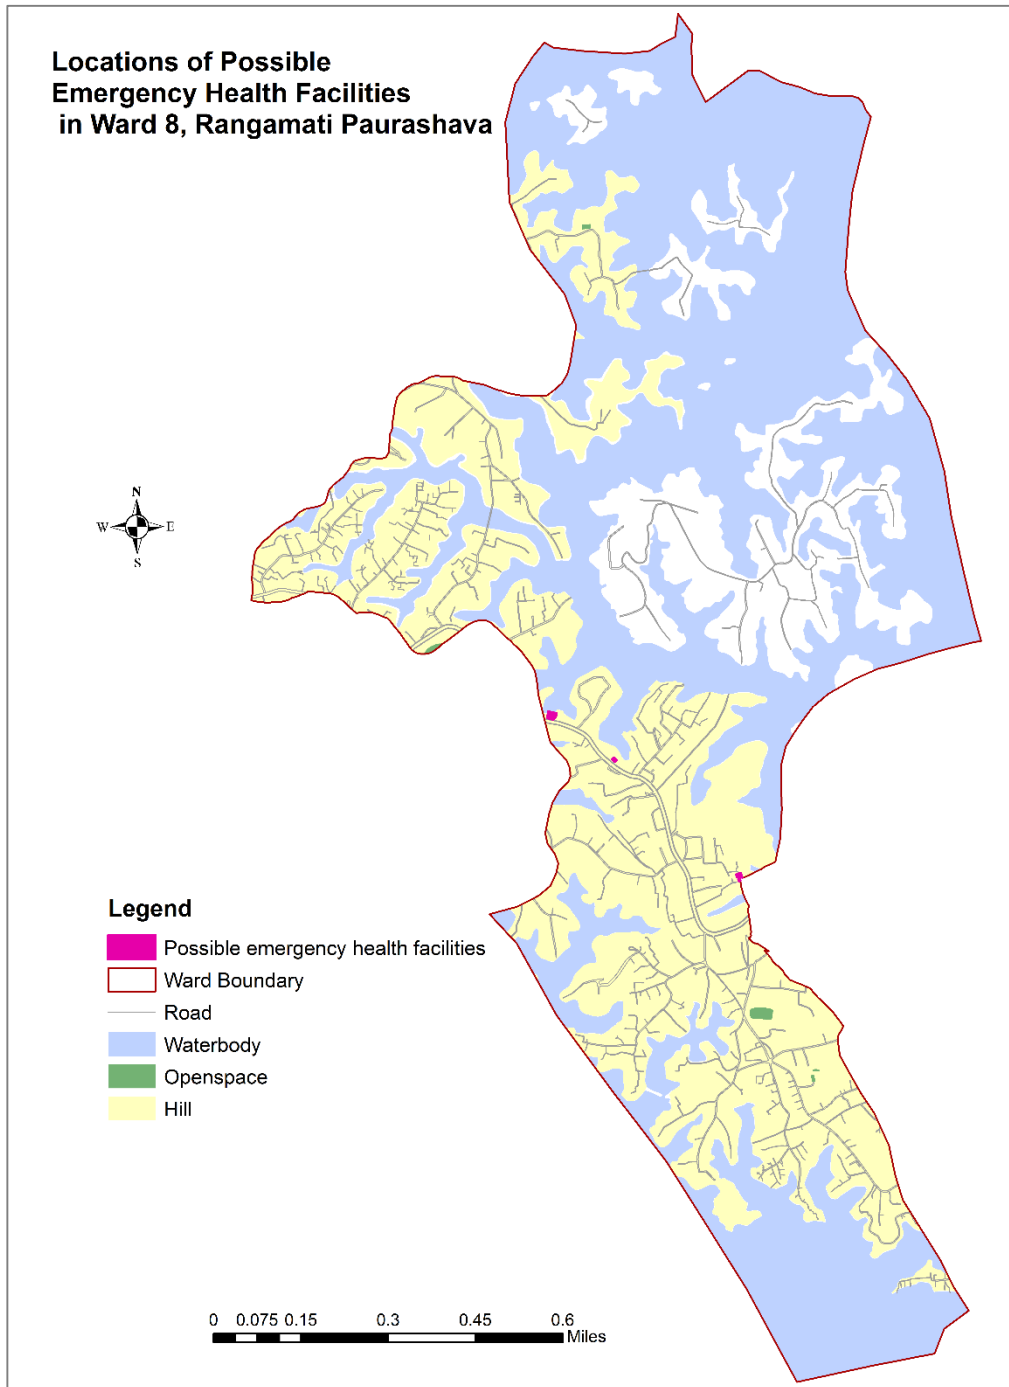 Locations of Possible
Emergency Health Facilities
in Ward 8, Rangamati Paurashava
N
W E
S
Legend
Possible emergency health facilities
Ward Boundary
Road
Waterbody
Openspace
Hill
0 0.075 0.15 0.3 0.45 0.6
Miles